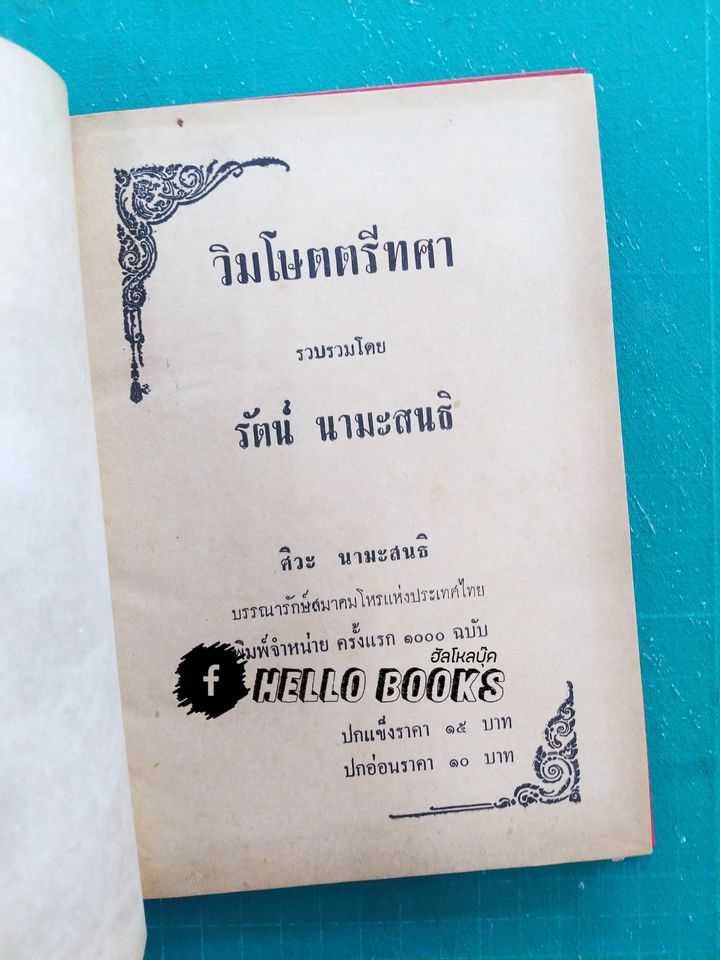 วิมโษตตรีทศา
รวบรวมโดย
รัตน์ นามะสนธิ
ศิวะ นามะสนธิ
บรรณารักษ์สมาคมโหรแห่งประเทศไทย
พิมพ์จำหน่าย ครั้งแรก ๑๐๐๐ ฉบับ
ฮัลโหลบุ๊ค
f HELLO BOOKS
ปกแข็งราคา ๑๕ บาท
ปกอ่อนราคา ๑๐ บาท